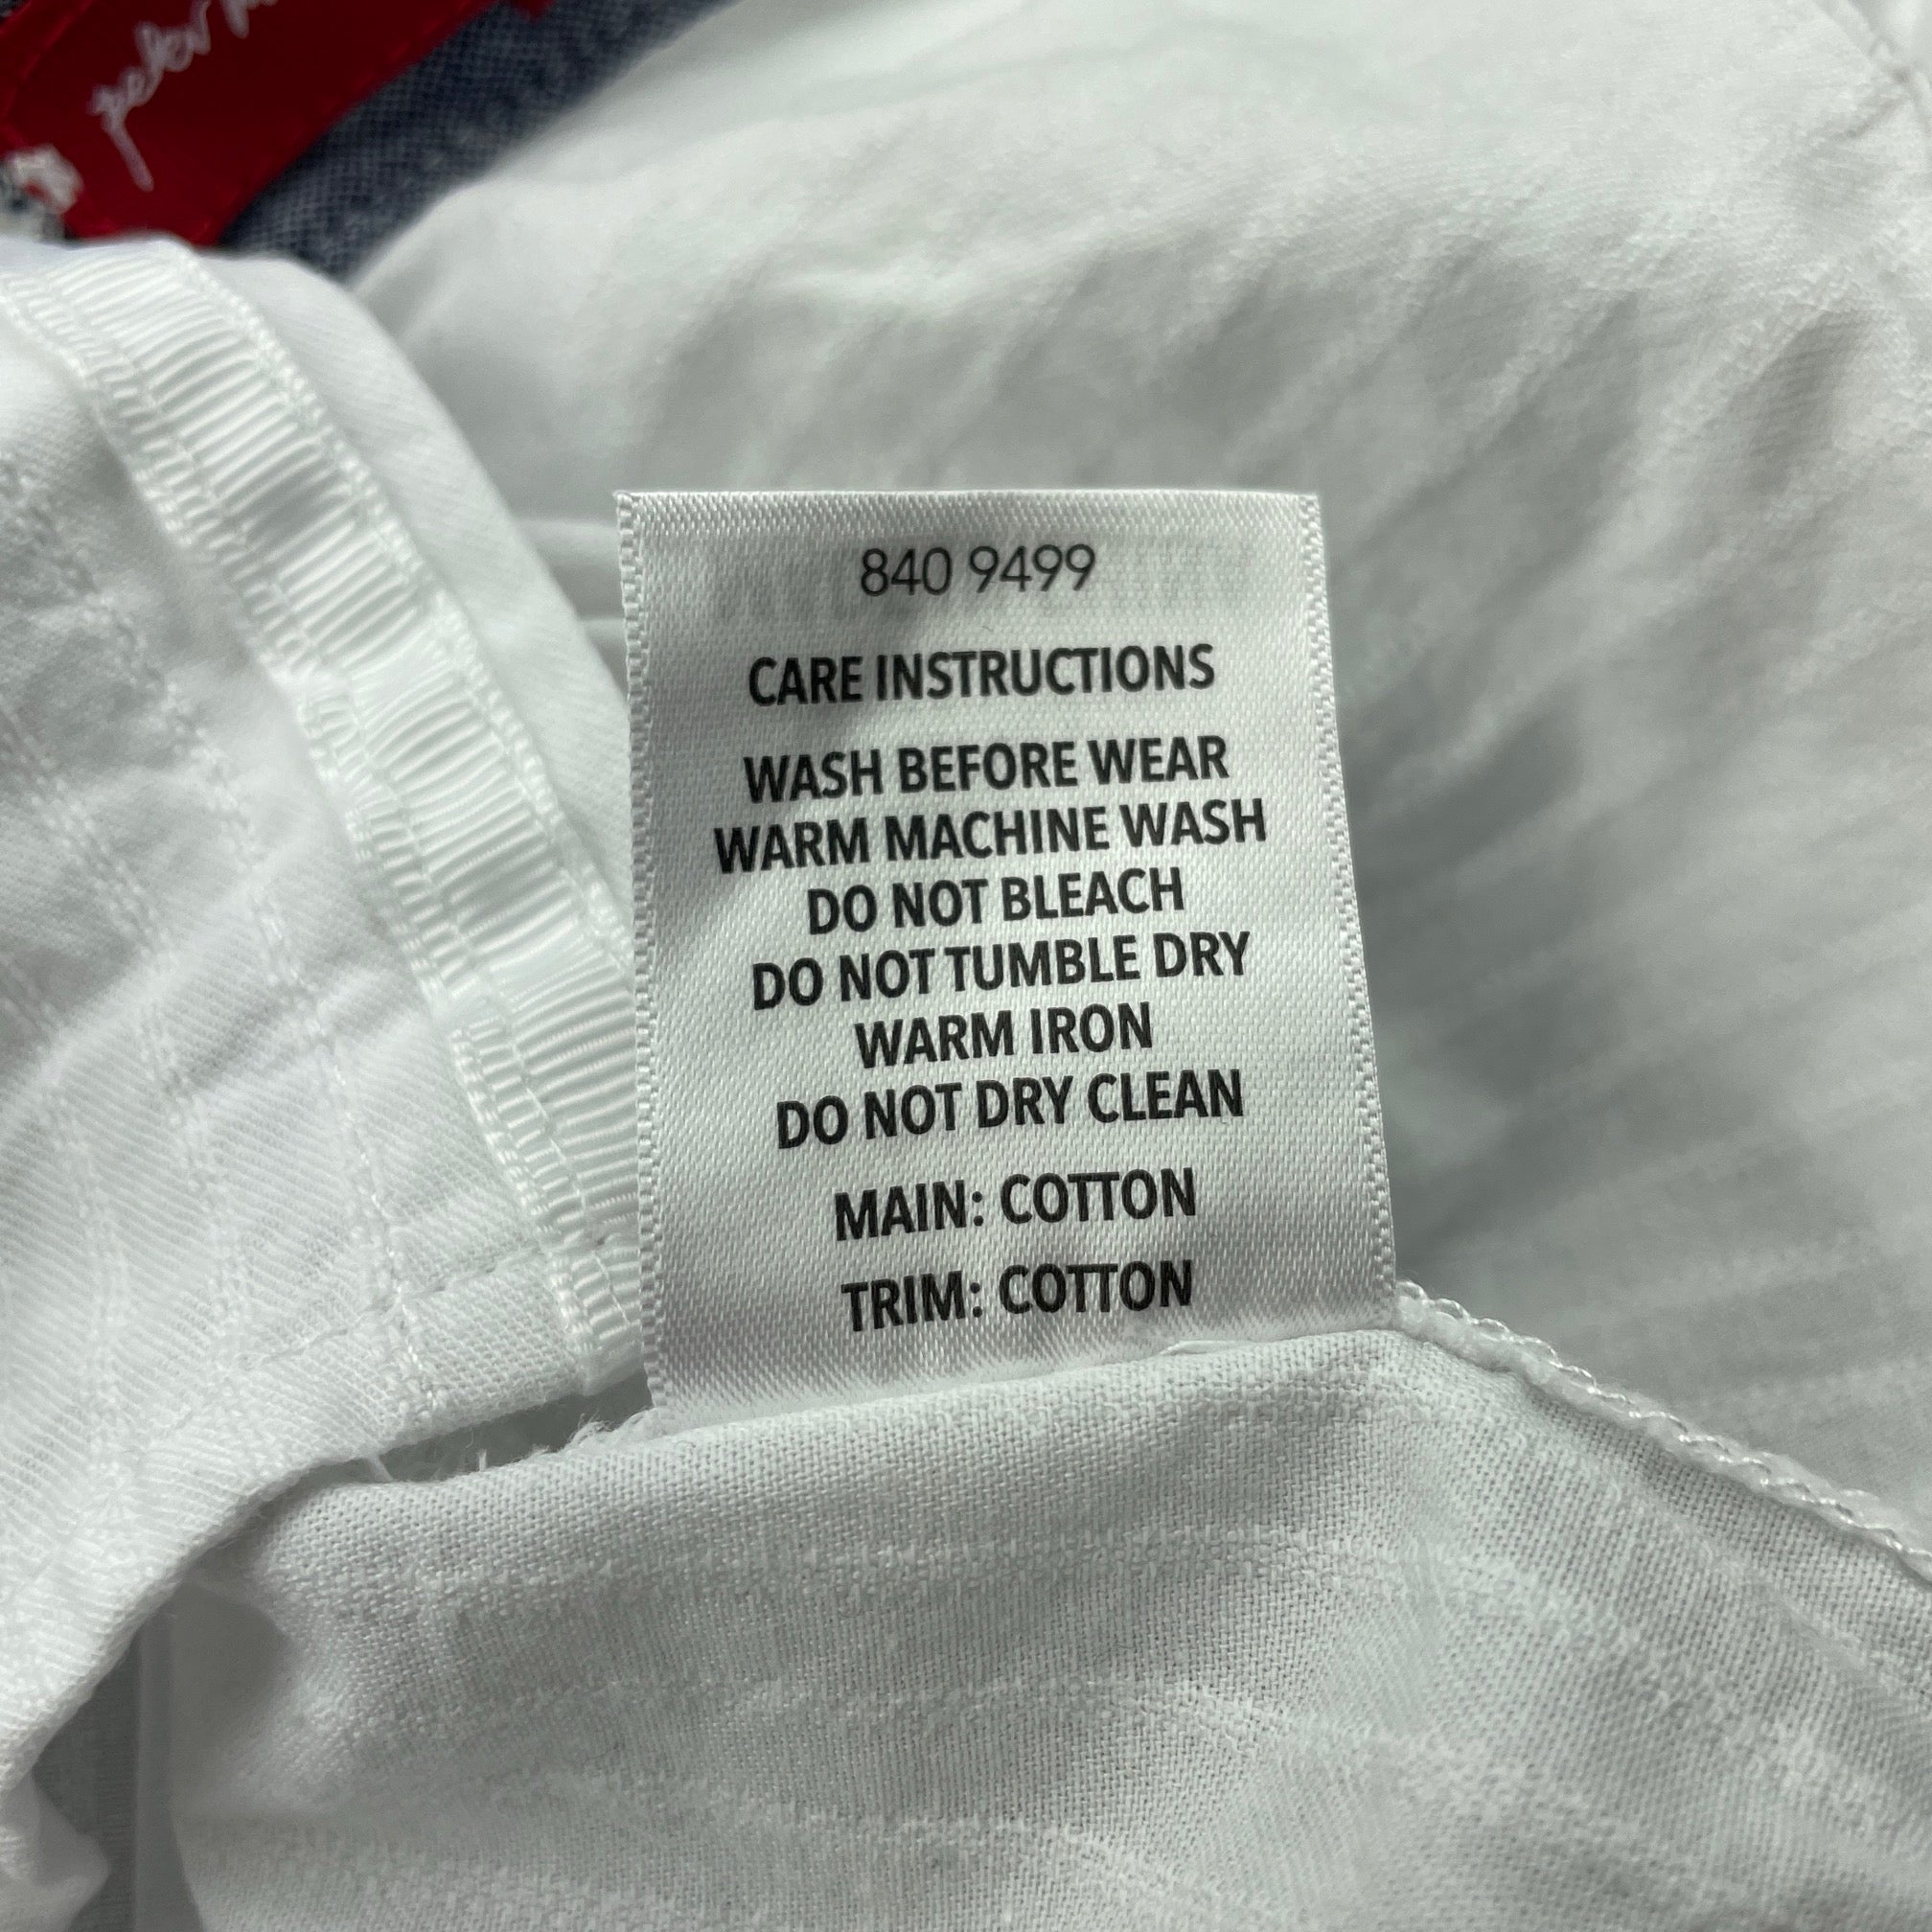 peter
840 9499
CARE INSTRUCTIONS
WASH BEFORE WEAR
WARM MACHINE WASH
DO NOT BLEACH
DO NOT TUMBLE DRY
WARM IRON
DO NOT DRY CLEAN
MAIN: COTTON
TRIM: COTTON